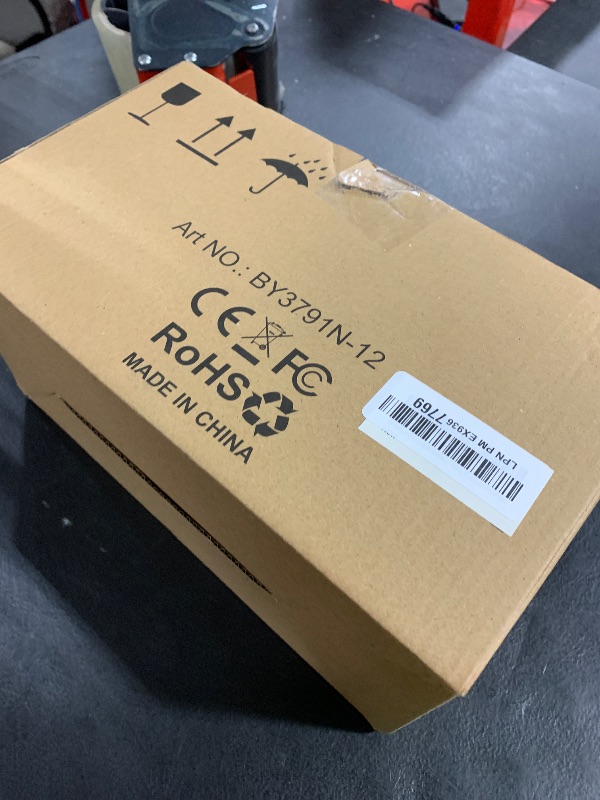 Art NO.: BY3791N-12
CE FC
RoHS
MADE IN CHINA
LPN PM EX936 7769